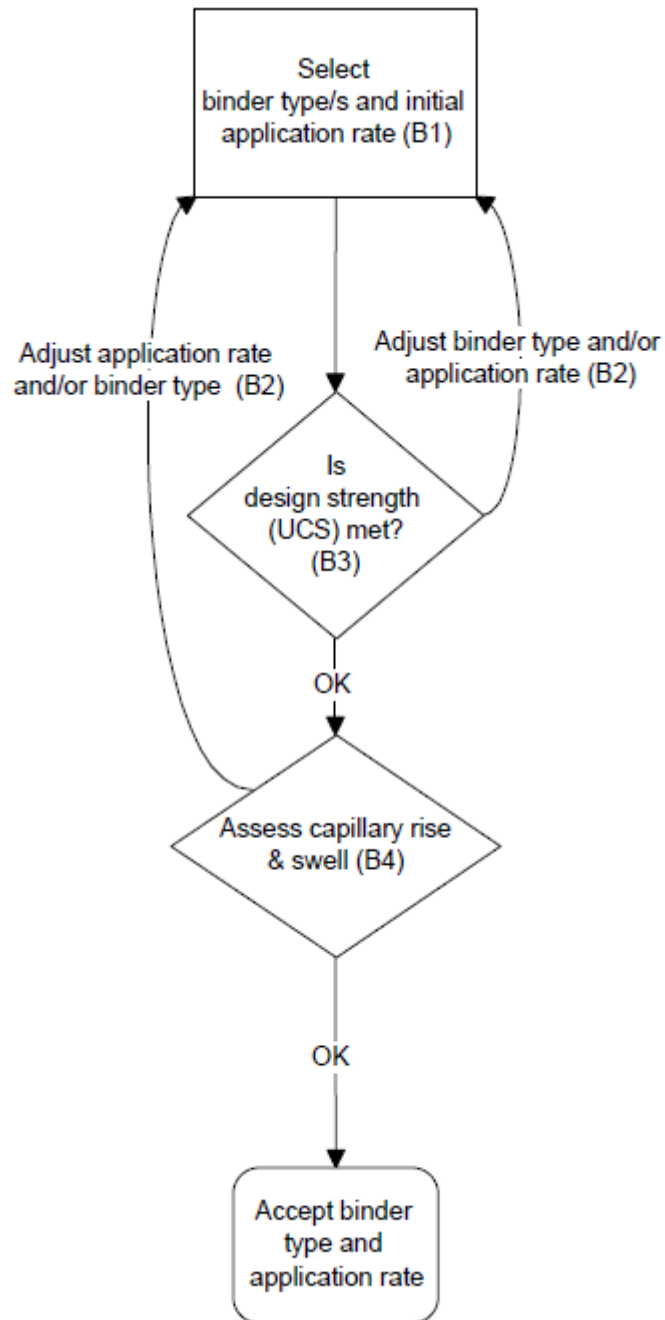 Select
binder type/s and initial
application rate (B1)
Adjust application rate
and/or binder type (B2)
Adjust binder type and/or
application rate (B2)
Is
design strength
(UCS) met?
(B3)
OK
Assess capillary rise
& swell (B4)
OK
Accept binder
type and
application rate